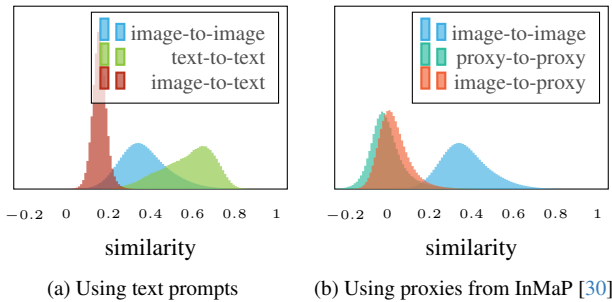 image-to-image
text-to-text
image-to-text
−0.2 0 0.2 0.4 0.6 0.8 1
similarity
(a) Using text prompts
image-to-image
proxy-to-proxy
image-to-proxy
−0.2 0 0.2 0.4 0.6 0.8 1
similarity
(b) Using proxies from InMaP [30]